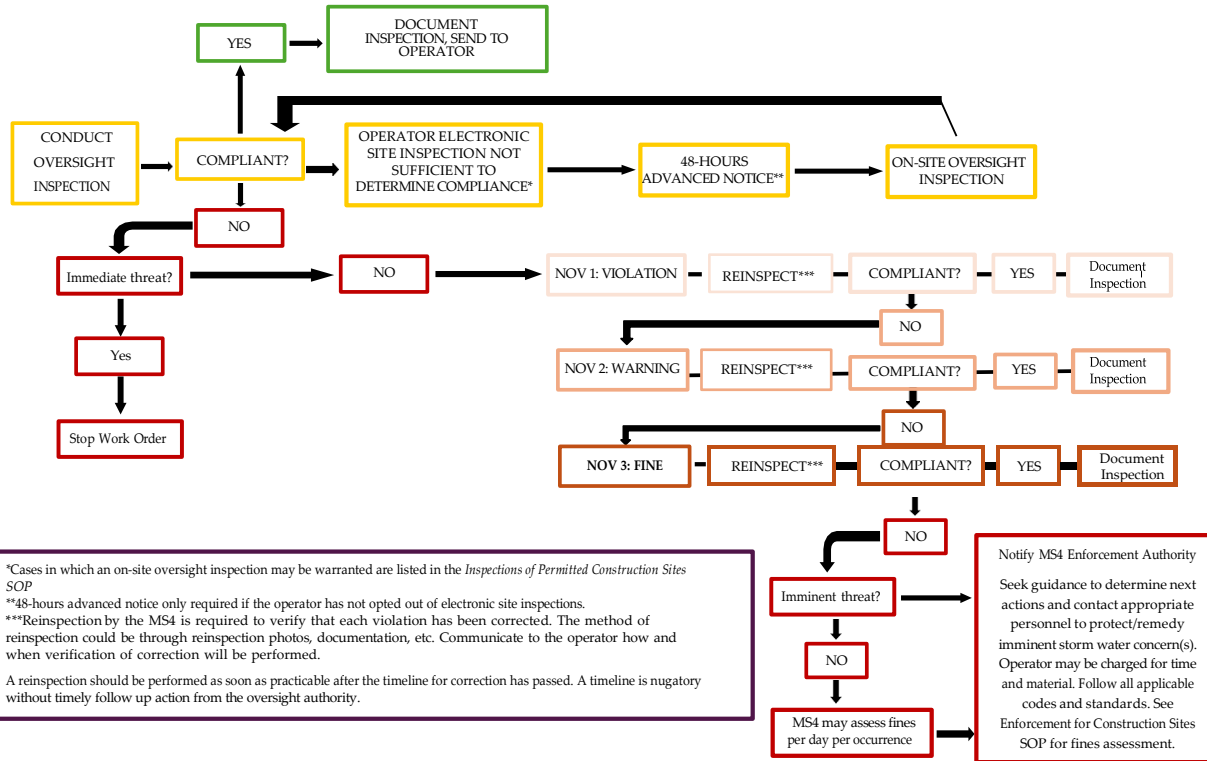 YES
DOCUMENT
INSPECTION, SEND TO
OPERATOR
CONDUCT
OVERSIGHT
INSPECTION
COMPLIANT?
OPERATOR ELECTRONIC
SITE INSPECTION NOT
SUFFICIENT TO
DETERMINE COMPLIANCE*
48-HOURS
ADVANCED NOTICE**
ON-SITE OVERSIGHT
INSPECTION
NO
Immediate threat?
NO
NOV 1: VIOLATION
REINSPECT***
COMPLIANT?
YES
Document
Inspection
NO
Yes
NOV 2: WARNING
REINSPECT***
COMPLIANT?
YES
Document
Inspection
Stop Work Order
NO
NOV 3: FINE
REINSPECT***
COMPLIANT?
YES
Document
Inspection
NO
*Cases in which an on-site oversight inspection may be warranted are listed in the Inspections of Permitted Construction Sites
SOP
**48-hours advanced notice only required if the operator has not opted out of electronic site inspections.
***Reinspection by the MS4 is required to verify that each violation has been corrected. The method of
reinspection could be through reinspection photos, documentation, etc. Communicate to the operator how and
when verification of correction will be performed.
A reinspection should be performed as soon as practicable after the timeline for correction has passed. A timeline is nugatory
without timely follow up action from the oversight authority.
Imminent threat?
NO
MS4 may assess fines
per day per occurrence
Notify MS4 Enforcement Authority
Seek guidance to determine next
actions and contact appropriate
personnel to protect/remedy
imminent storm water concern(s).
Operator may be charged for time
and material. Follow all applicable
codes and standards. See
Enforcement for Construction Sites
SOP for fines assessment.